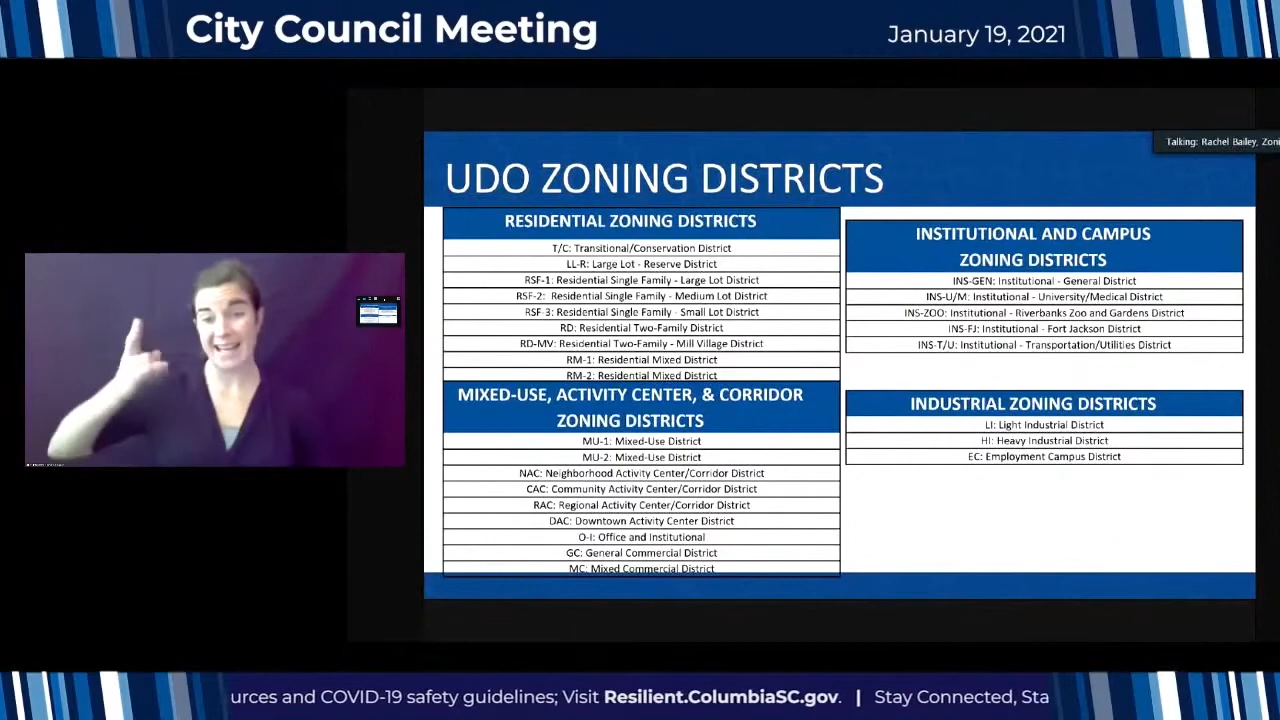 City Council Meeting
January 19, 2021
Talking: Rachel Bailey, Zoni
UDO ZONING DISTRICTS
RESIDENTIAL ZONING DISTRICTS
T/C: Transitional/Conservation District
LL-R: Large Lot - Reserve District
RSF-1: Residential Single Family - Large Lot District
RSF-2: Residential Single Family - Medium Lot District
RSF-3: Residential Single Family - Small Lot District
RD: Residential Two-Family District
RD-MV: Residential Two-Family - Mill Village District
RM-1: Residential Mixed District
RM-2: Residential Mixed District
MIXED-USE, ACTIVITY CENTER, & CORRIDOR
ZONING DISTRICTS
MU-1: Mixed-Use District
MU-2: Mixed-Use District
NAC: Neighborhood Activity Center/Corridor District
CAC: Community Activity Center/Corridor District
RAC: Regional Activity Center/Corridor District
DAC: Downtown Activity Center District
O-I: Office and Institutional
GC: General Commercial District
MC: Mixed Commercial District
INSTITUTIONAL AND CAMPUS
ZONING DISTRICTS
INS-GEN: Institutional - General District
INS-U/M: Institutional - University/Medical District
INS-ZOO: Institutional - Riverbanks Zoo and Gardens District
INS-FJ: Institutional - Fort Jackson District
INS-T/U: Institutional - Transportation/Utilities District
INDUSTRIAL ZONING DISTRICTS
LI: Light Industrial District
HI: Heavy Industrial District
EC: Employment Campus District
urces and COVID-19 safety guidelines; Visit Resilient.ColumbiaSC.gov. | Stay Connected, Sta